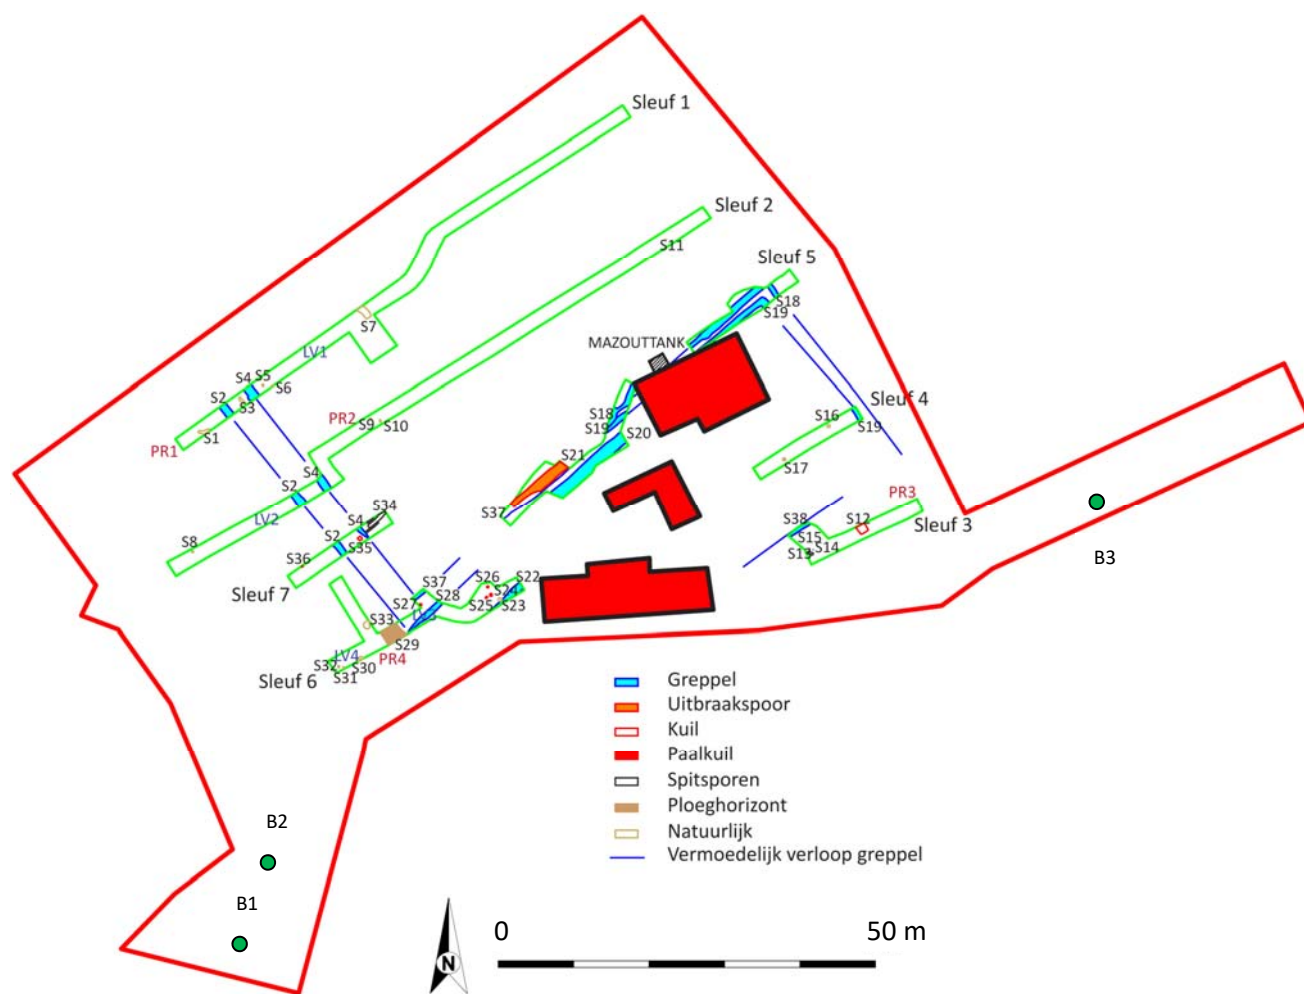 Sleuf 1
Sleuf 2
S11
Sleuf 5
S18
S19
S7
MAZOUTTANK
LV1
S4
S5
S6
S2
S3
S1
PR1
PR2
S9
S10
Sleuf 4
S16
S19
S17
S18
S19
S20
S21
S37
S4
S2
LV2
S8
S34
S4
S35
S2
S36
Sleuf 7
PR3
S12
Sleuf 3
S38
S15
S14
S13
B3
S37
S26
S22
S24
S28
S27
S25
S23
S33
S29
LV4
PR4
S32
S30
S31
Sleuf 6
Greppel
Uitbraakspoor
Kuil
Paalkuil
Spitsporen
Ploeghorizont
Natuurlijk
Vermoedelijk verloop greppel
B2
B1
N
0
50 m